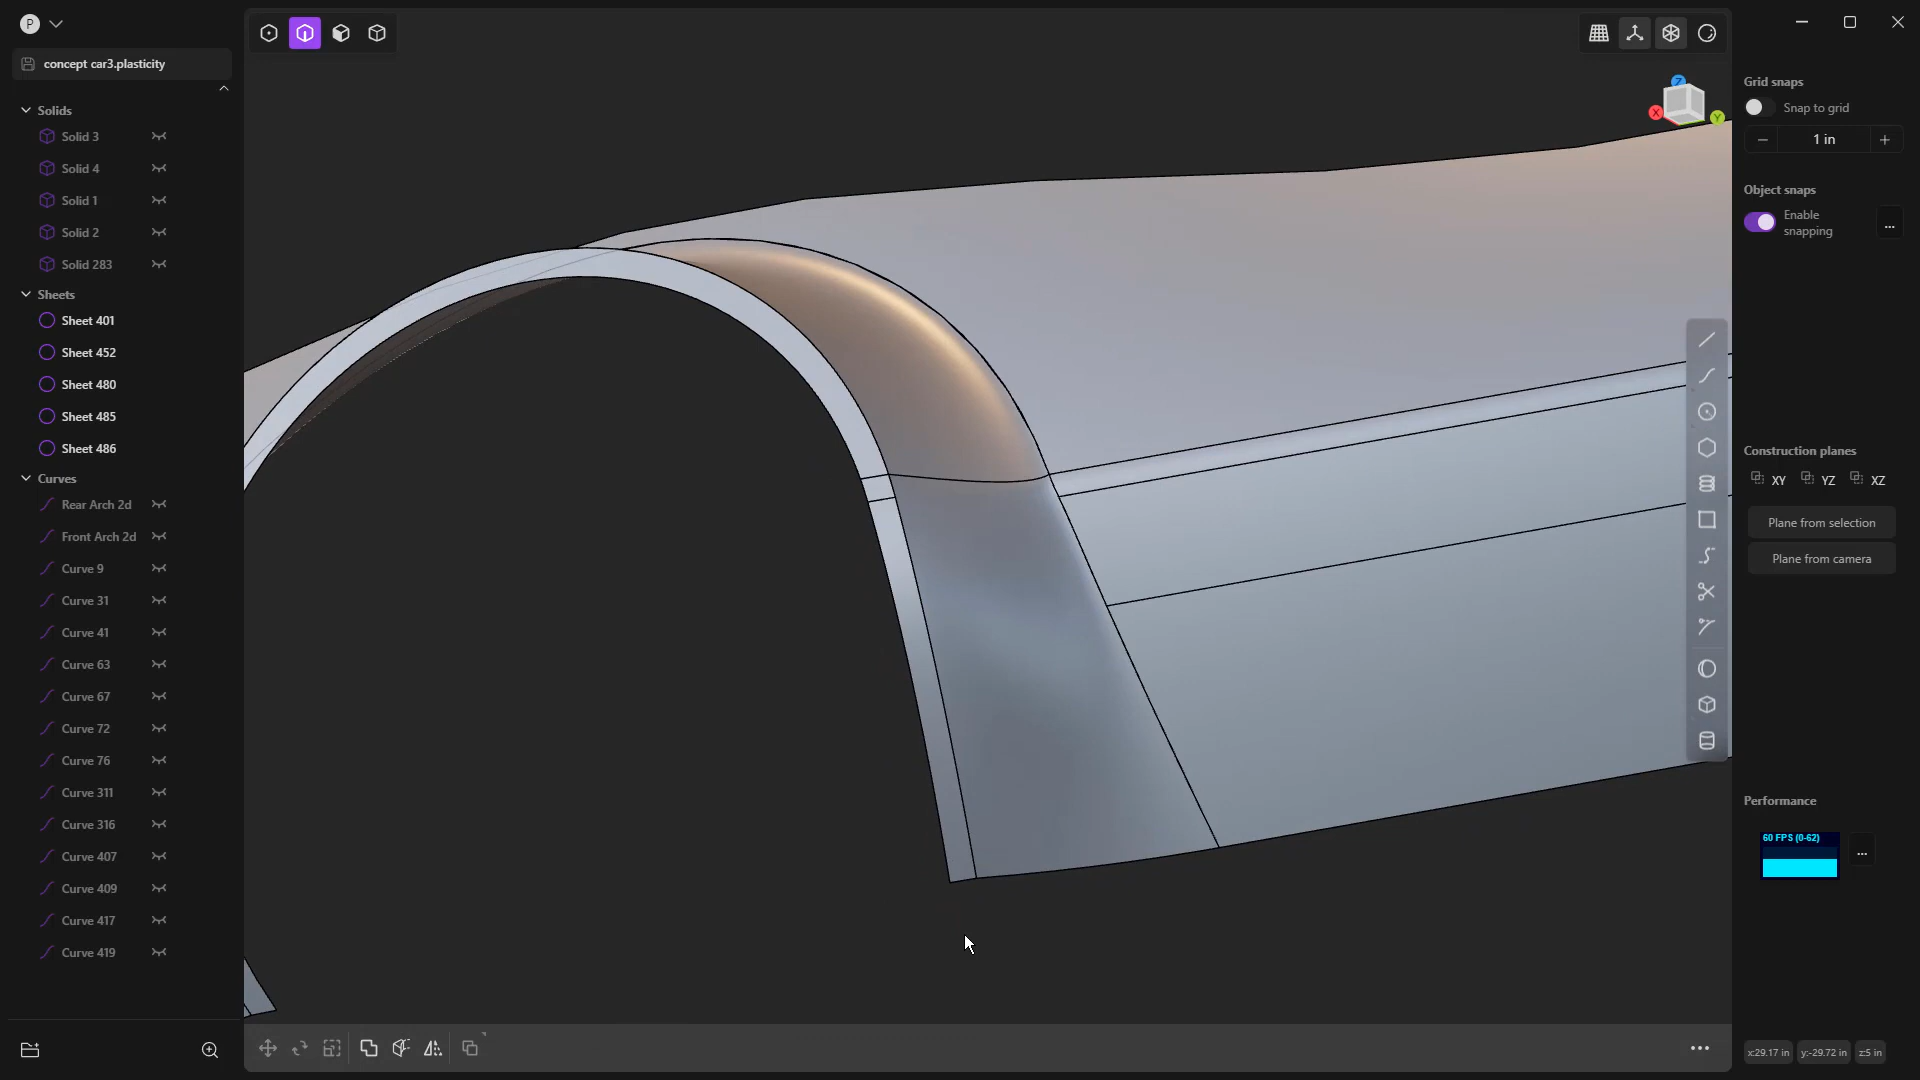 P
concept car3.plasticity
Solids
Solid 3
Solid 4
Solid 1
Solid 2
Solid 283
Sheets
Sheet 401
Sheet 452
Sheet 480
Sheet 485
Sheet 486
Curves
Rear Arch 2d
Front Arch 2d
Curve 9
Curve 31
Curve 41
Curve 63
Curve 67
Curve 72
Curve 76
Curve 311
Curve 316
Curve 407
Curve 409
Curve 417
Curve 419
Z
X
Y
Grid snaps
Snap to grid
1 in
Object snaps
Enable
snapping
Construction planes
XY YZ XZ
Plane from selection
Plane from camera
Performance
60 FPS (0-62)
x:29.17 in y:-29.72 in z:5 in